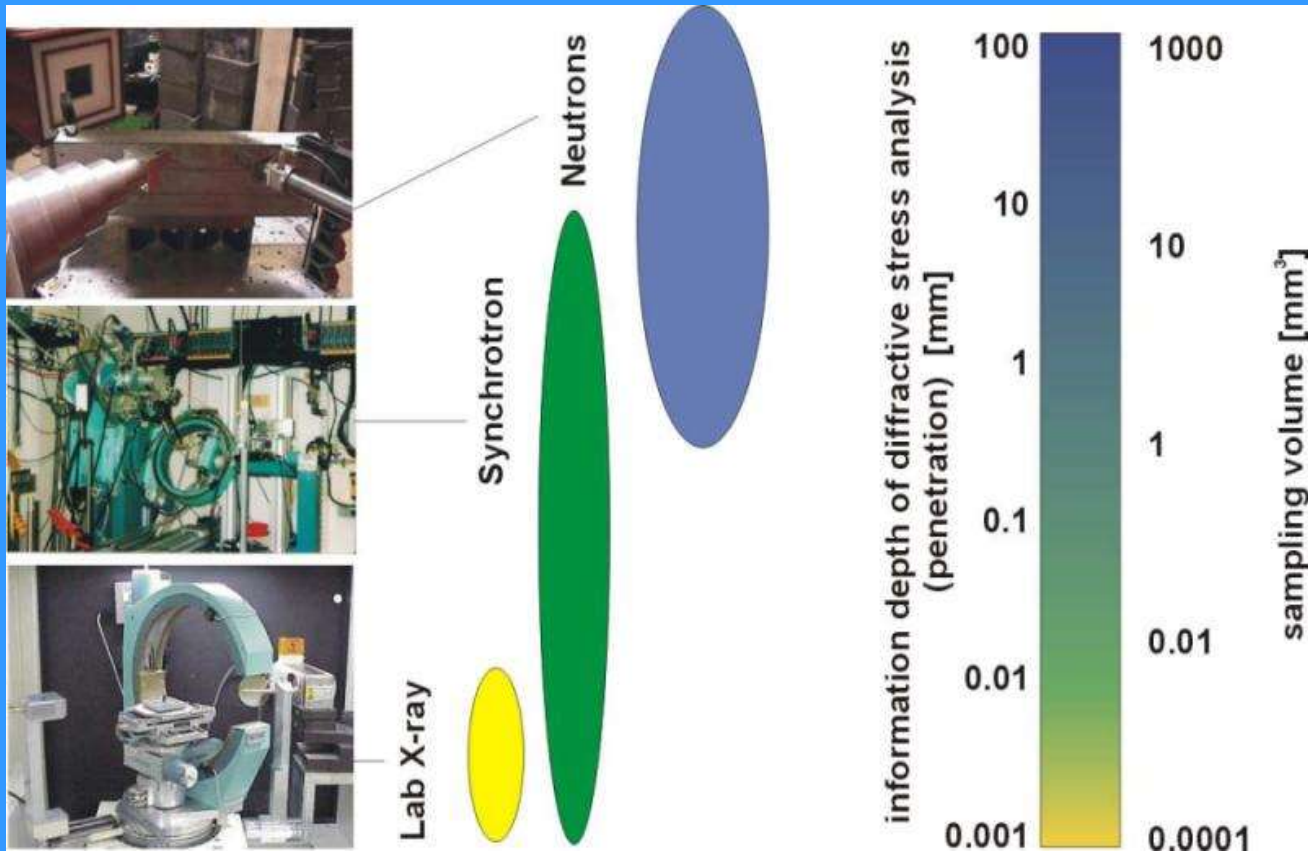 Neutrons
Synchrotron
Lab X-ray
information depth of diffractive stress analysis
(penetration) [mm]
100
10
1
0.1
0.01
0.001
1000
10
1
0.01
0.0001
sampling volume [mm³]